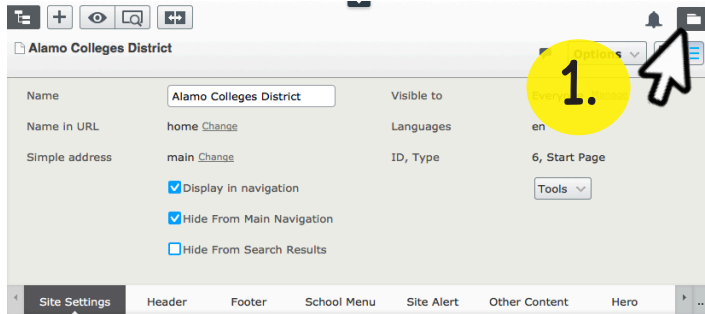 Alamo Colleges District
Options
1.
Name Alamo Colleges District Visible to Everyone
Name in URL home Change Languages en
Simple address main Change ID, Type 6, Start Page
Display in navigation Tools
Hide From Main Navigation
Hide From Search Results
Site Settings Header Footer School Menu Site Alert Other Content Hero ...